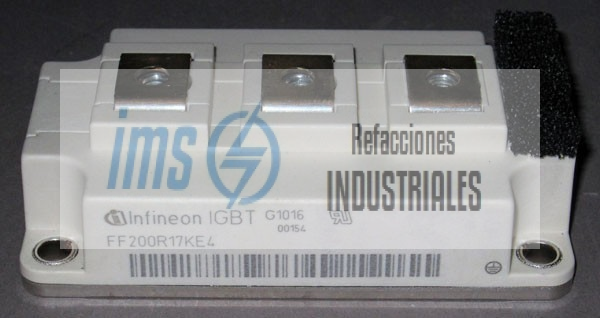 ims
Refacciones
INDUSTRIALES
Infineon IGBT G1016
00154
FF200R17KE4